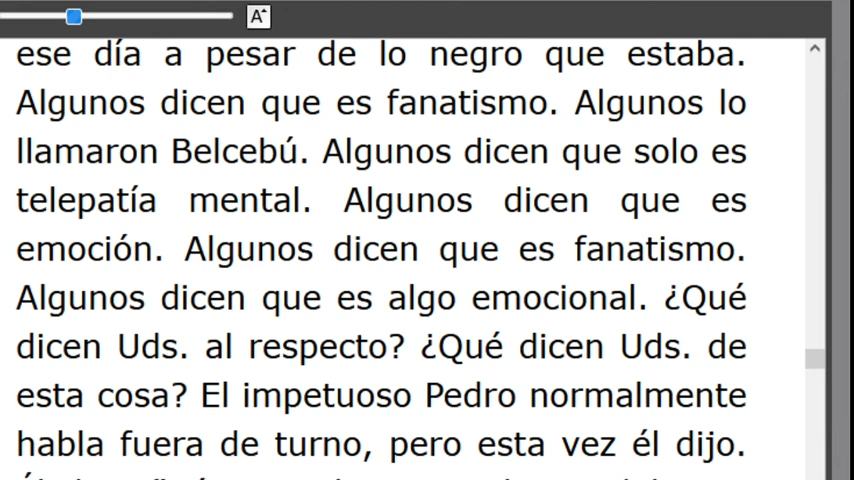 A
ese día a pesar de lo negro que estaba.
Algunos dicen que es fanatismo. Algunos lo
llamaron Belcebú. Algunos dicen que solo es
telepatía mental. Algunos dicen que es
emoción. Algunos dicen que es fanatismo.
Algunos dicen que es algo emocional. ¿Qué
dicen Uds. al respecto? ¿Qué dicen Uds. de
esta cosa? El impetuoso Pedro normalmente
habla fuera de turno, pero esta vez él dijo.